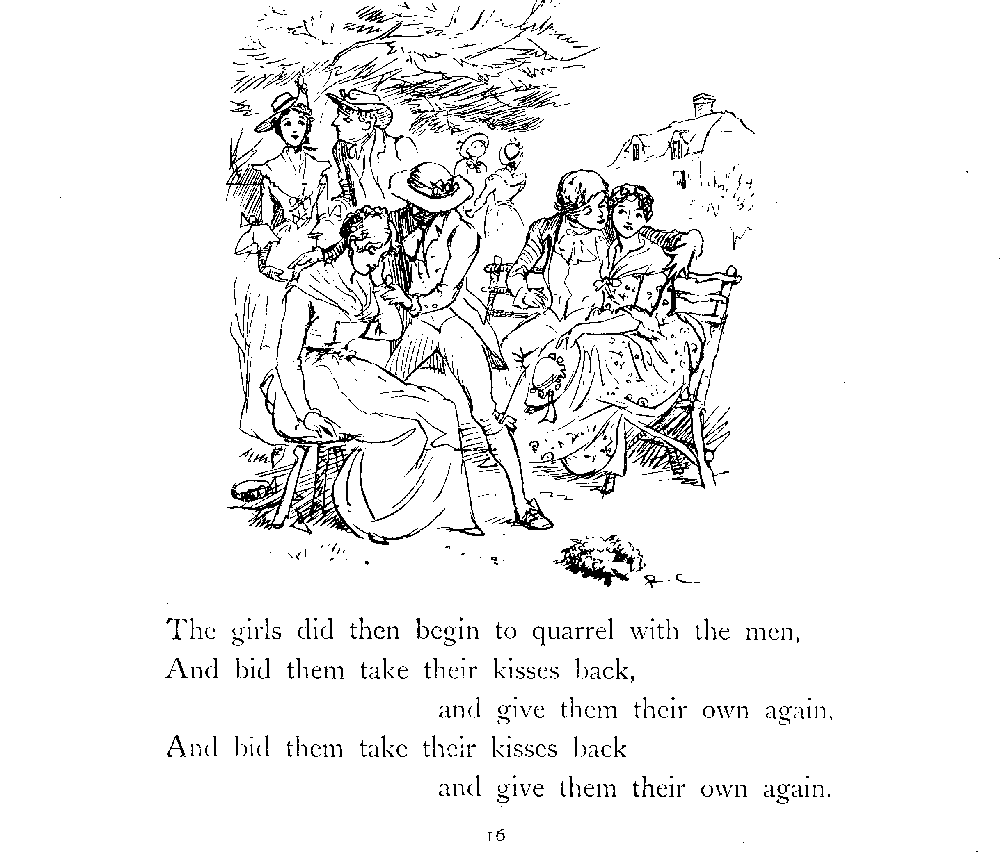 R.C.
The girls did then begin to quarrel with the men,
And bid them take their kisses back,
and give them their own again,
And bid them take their kisses back
and give them their own again.
16